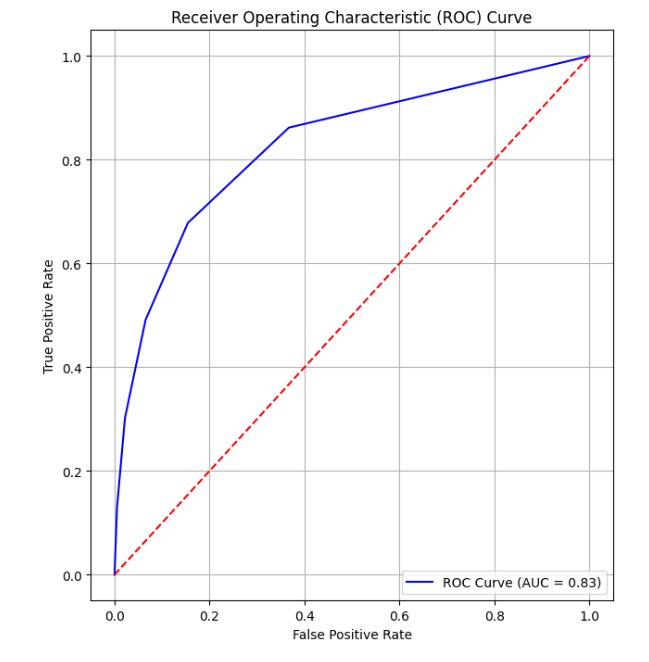 Receiver Operating Characteristic (ROC) Curve
1.0
0.8
0.6
0.4
0.2
0.0
True Positive Rate
ROC Curve (AUC = 0.83)
0.0 0.2 0.4 0.6 0.8 1.0
False Positive Rate